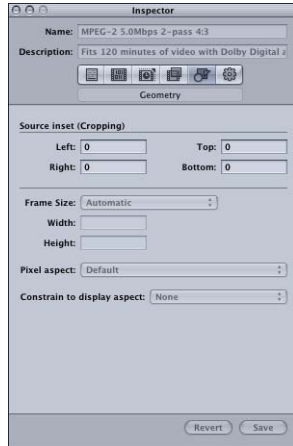 Inspector
Name: MPEG-2 5.0Mbps 2-pass 4:3
Description: Fits 120 minutes of video with Dolby Digital a
Geometry
Source inset (Cropping)
Left: 0 Top: 0
Right: 0 Bottom: 0
Frame Size: Automatic
Width:
Height:
Pixel aspect: Default
Constrain to display aspect: None
Revert Save